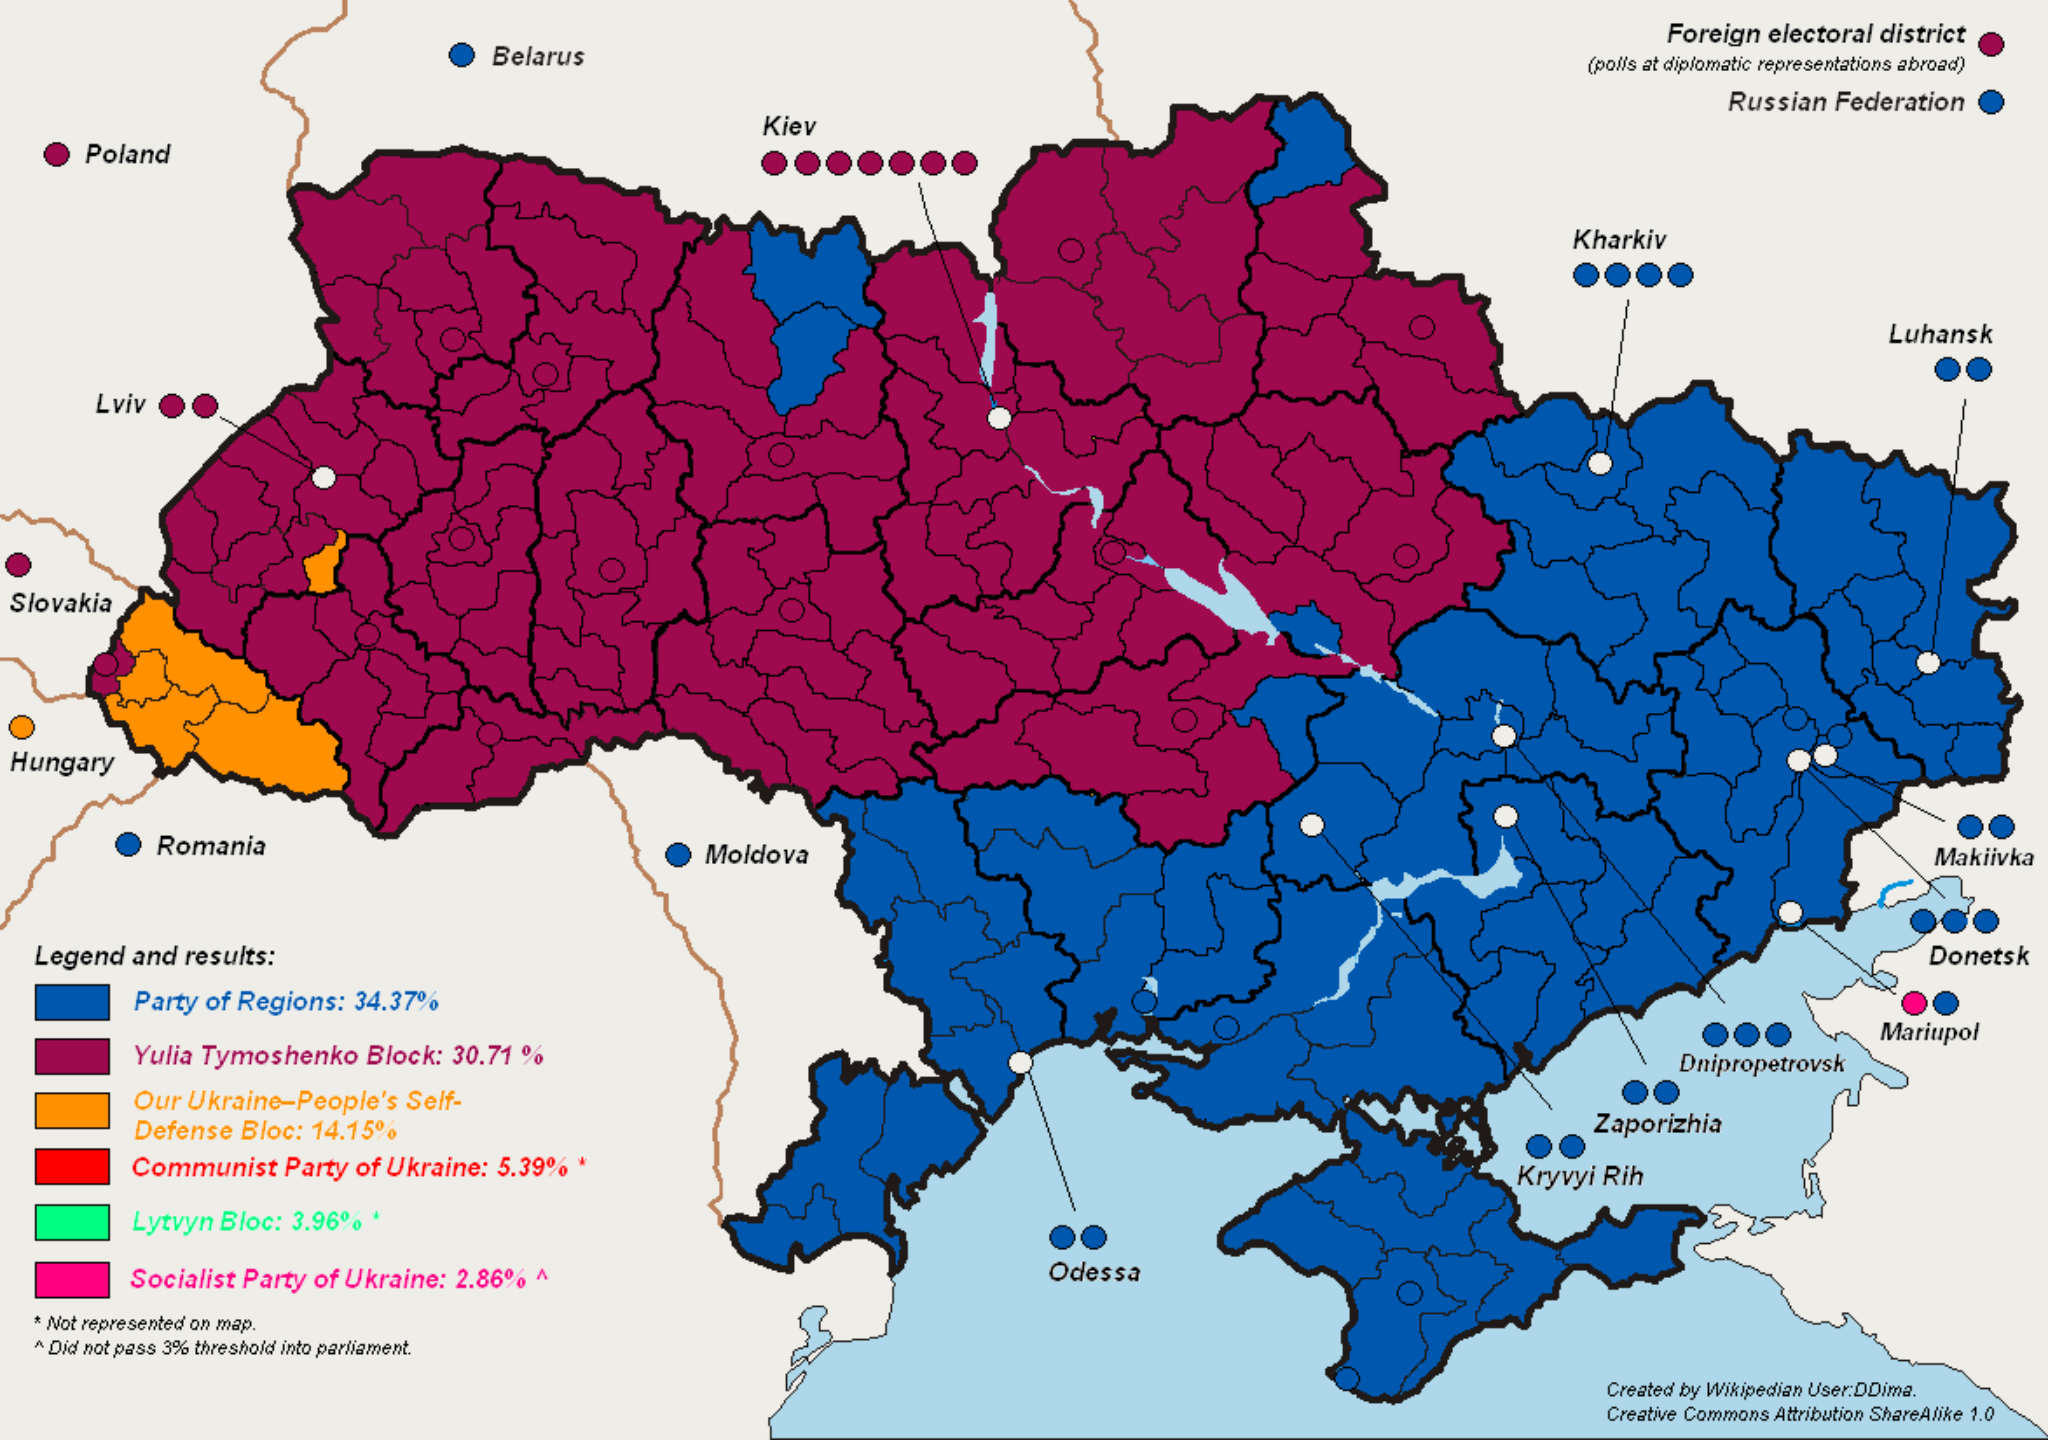 Foreign electoral district
(polls at diplomatic representations abroad)
Russian Federation
Belarus
Kiev
Poland
Kharkiv
Luhansk
Lviv
Slovakia
Hungary
Romania
Moldova
Makiivka
Donetsk
Mariupol
Dnipropetrovsk
Zaporizhia
Kryvyi Rih
Odessa
Legend and results:
Party of Regions: 34.37%
Yulia Tymoshenko Block: 30.71 %
Our Ukraine–People's Self-
Defense Bloc: 14.15%
Communist Party of Ukraine: 5.39% *
Lytvyn Bloc: 3.96% *
Socialist Party of Ukraine: 2.86% ^
* Not represented on map.
^ Did not pass 3% threshold into parliament.
Created by Wikipedian User:DDima.
Creative Commons Attribution ShareAlike 1.0